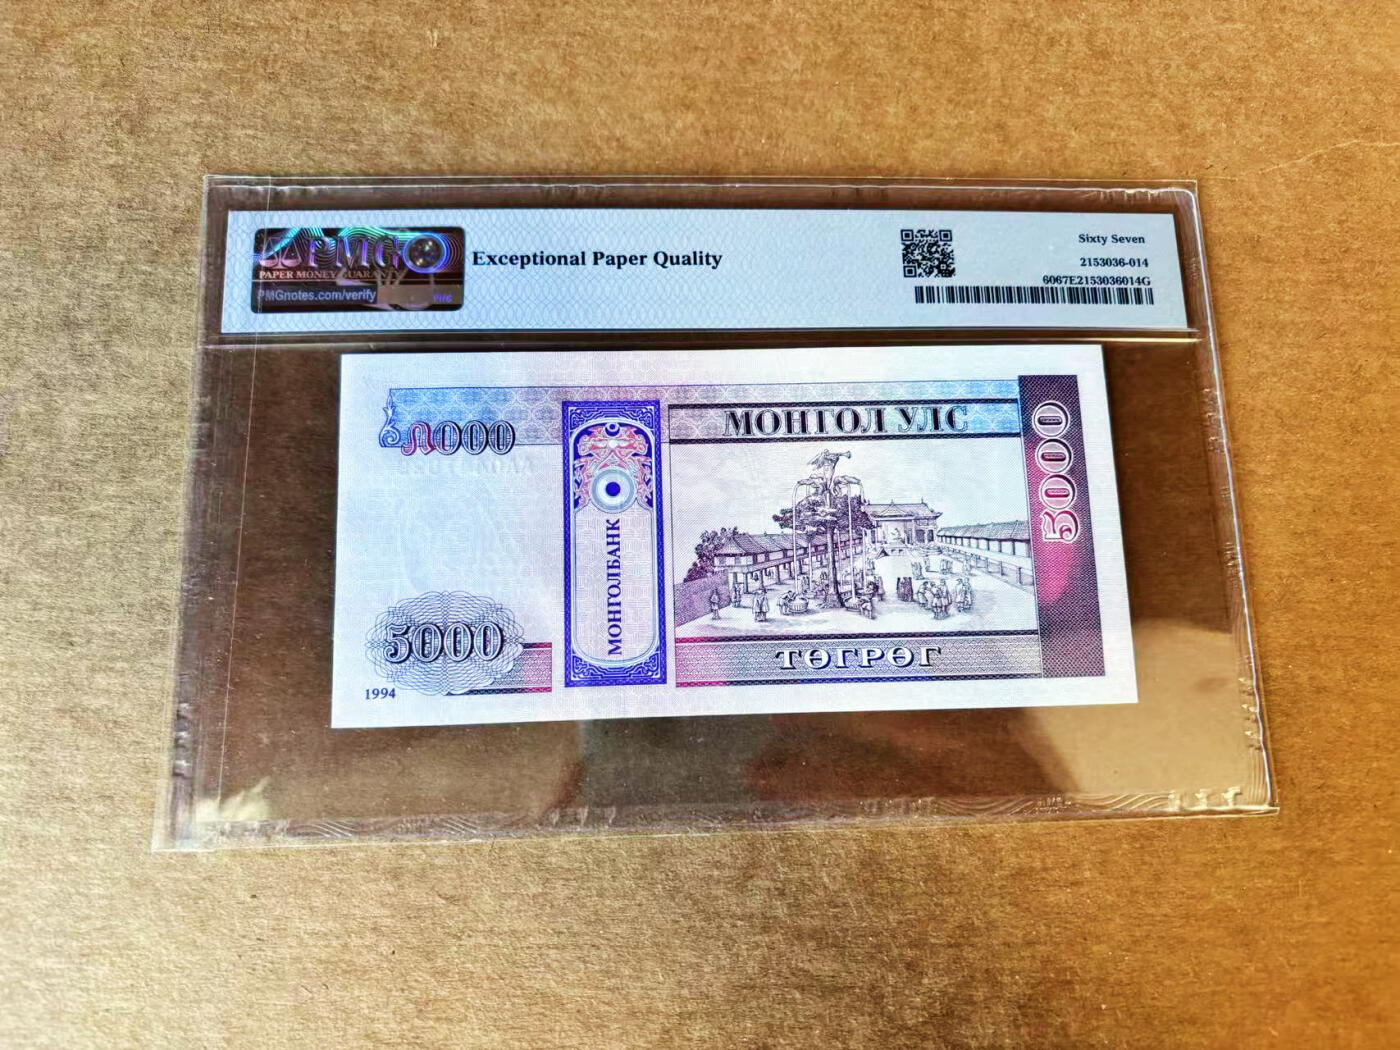 PMG
PAPER MONEY GUARANTY
PMGnotes.com/verify
Exceptional Paper Quality
Sixty Seven
2153036-014
6067E2153036014G
5000
МОНГОЛ УЛС
5000
МОНГОЛБАНК
5000
ТӨГРӨГ
1994